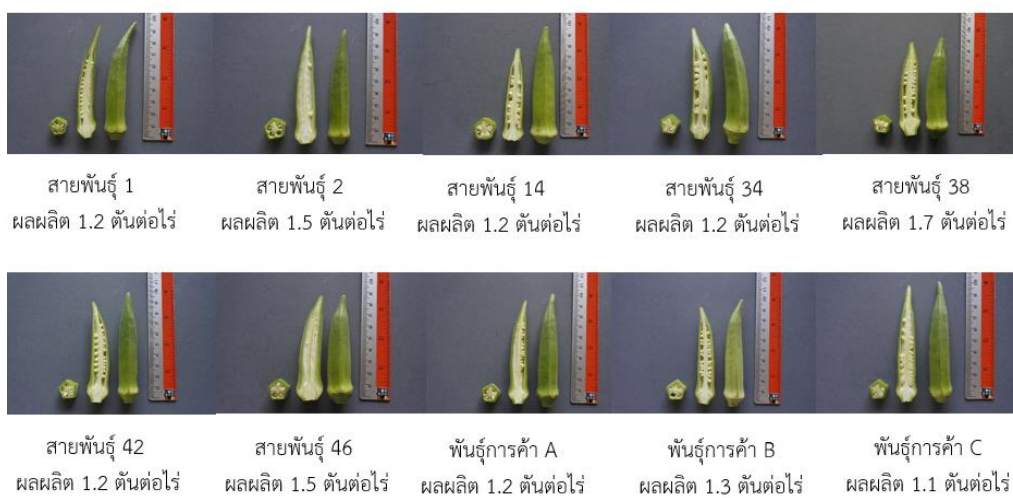 สายพันธุ์ 1
ผลผลิต 1.2 ตันต่อไร่
สายพันธุ์ 2
ผลผลิต 1.5 ตันต่อไร่
สายพันธุ์ 14
ผลผลิต 1.2 ตันต่อไร่
สายพันธุ์ 34
ผลผลิต 1.2 ตันต่อไร่
สายพันธุ์ 38
ผลผลิต 1.7 ตันต่อไร่
สายพันธุ์ 42
ผลผลิต 1.2 ตันต่อไร่
สายพันธุ์ 46
ผลผลิต 1.5 ตันต่อไร่
พันธุ์การค้า A
ผลผลิต 1.2 ตันต่อไร่
พันธุ์การค้า B
ผลผลิต 1.3 ตันต่อไร่
พันธุ์การค้า C
ผลผลิต 1.1 ตันต่อไร่